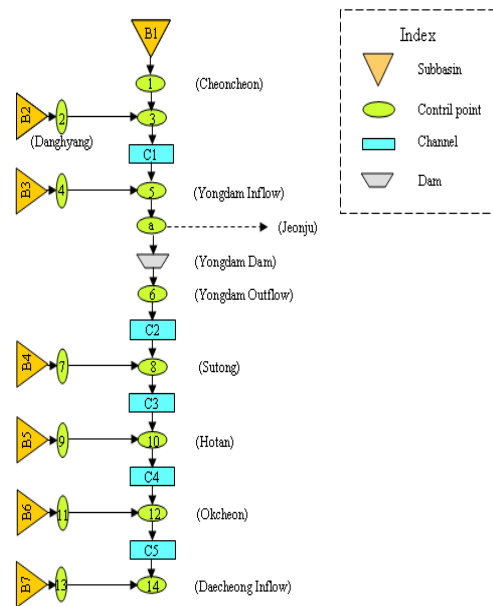 B1
Index
Subbasin
1
(Cheoncheon)
B2
2
3
Contril point
(Danghyang)
C1
Channel
B3
4
5
(Yongdam Inflow)
Dam
a
(Jeonju)
(Yongdam Dam)
6
(Yongdam Outflow)
C2
B4
7
8
(Sutong)
C3
B5
9
10
(Hotan)
C4
B6
11
12
(Okcheon)
C5
B7
13
14
(Daecheong Inflow)